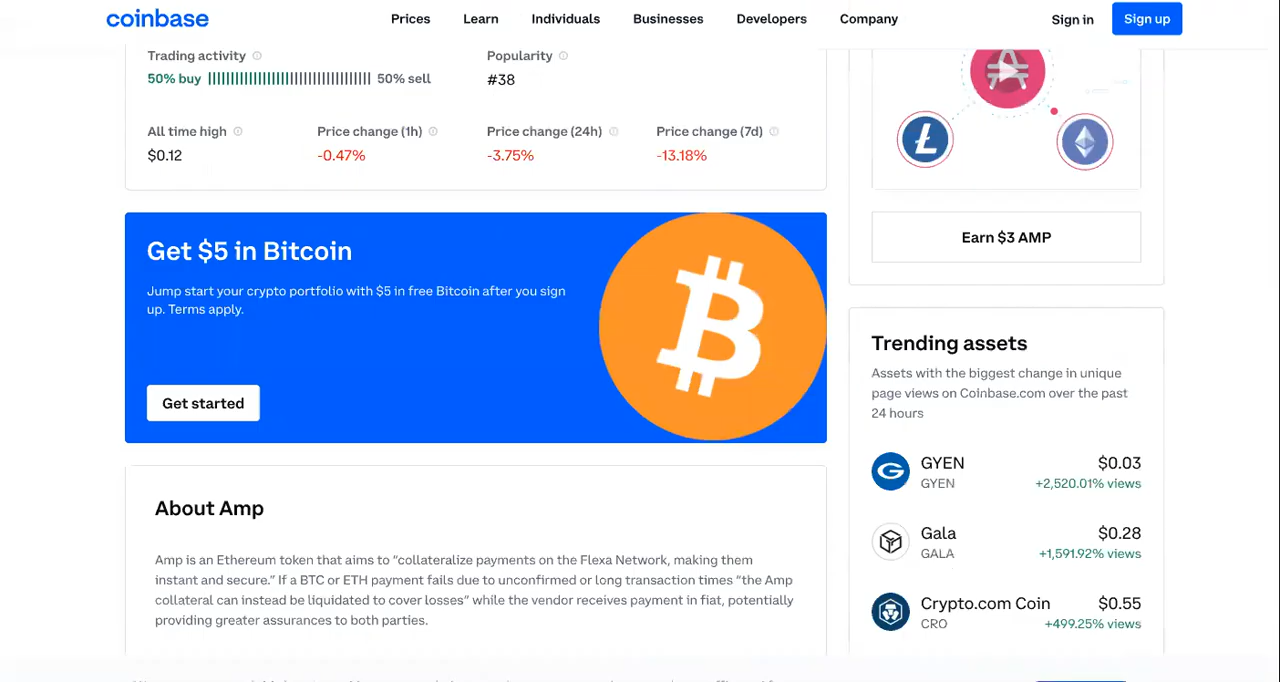 coinbase
Prices Learn Individuals Businesses Developers Company
Sign in Sign up
Trading activity
50% buy 50% sell
Popularity
#38
All time high
$0.12
Price change (1h)
-0.47%
Price change (24h)
-3.75%
Price change (7d)
-13.18%
Get $5 in Bitcoin
Jump start your crypto portfolio with $5 in free Bitcoin after you sign
up. Terms apply.
Get started
About Amp
Amp is an Ethereum token that aims to “collateralize payments on the Flexa Network, making them
instant and secure.” If a BTC or ETH payment fails due to unconfirmed or long transaction times “the Amp
collateral can instead be liquidated to cover losses” while the vendor receives payment in fiat, potentially
providing greater assurances to both parties.
Earn $3 AMP
Trending assets
Assets with the biggest change in unique
page views on Coinbase.com over the past
24 hours
GYEN $0.03
GYEN +2,520.01% views
Gala $0.28
GALA +1,591.92% views
Crypto.com Coin $0.55
CRO +499.25% views